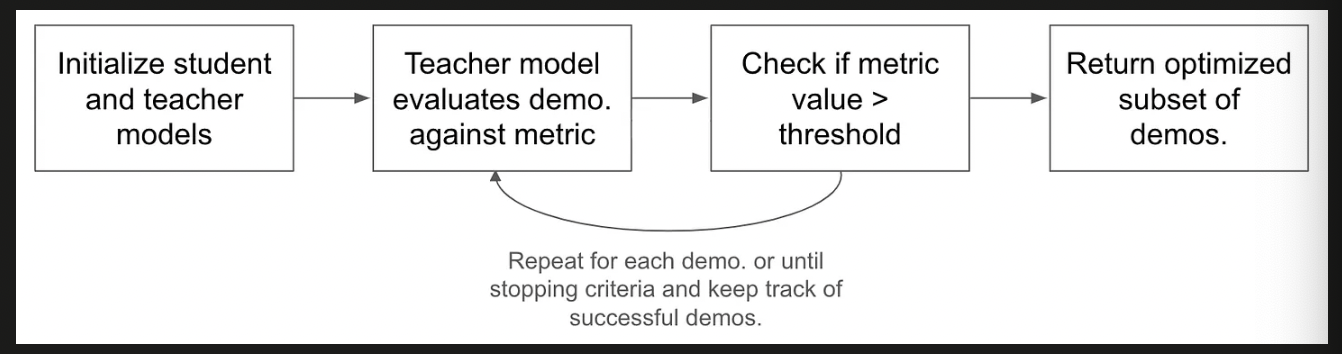 Initialize student
and teacher
models
Teacher model
evaluates demo.
against metric
Check if metric
value >
threshold
Return optimized
subset of
demos.
Repeat for each demo. or until
stopping criteria and keep track of
successful demos.